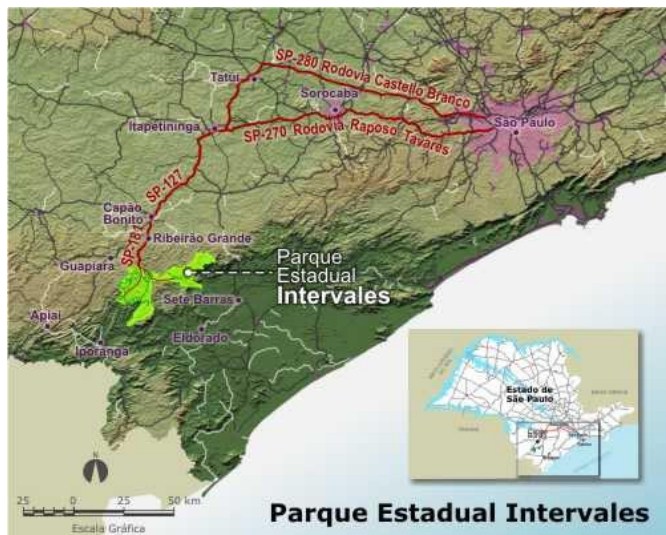 SP-280 Rodovia Castello Branco
Tatuí
Sorocaba
São Paulo
Itapetininga
SP-270 Rodovia Raposo Tavares
SP-127
Capão
Bonito
SP-181
Ribeirão Grande
Guapiara
Parque
Estadual
Intervales
Sete Barras
Apiaí
Eldorado
Iporanga
Estado de
São Paulo
N
25 0 25 50 km
Escala Gráfica
Parque Estadual Intervales